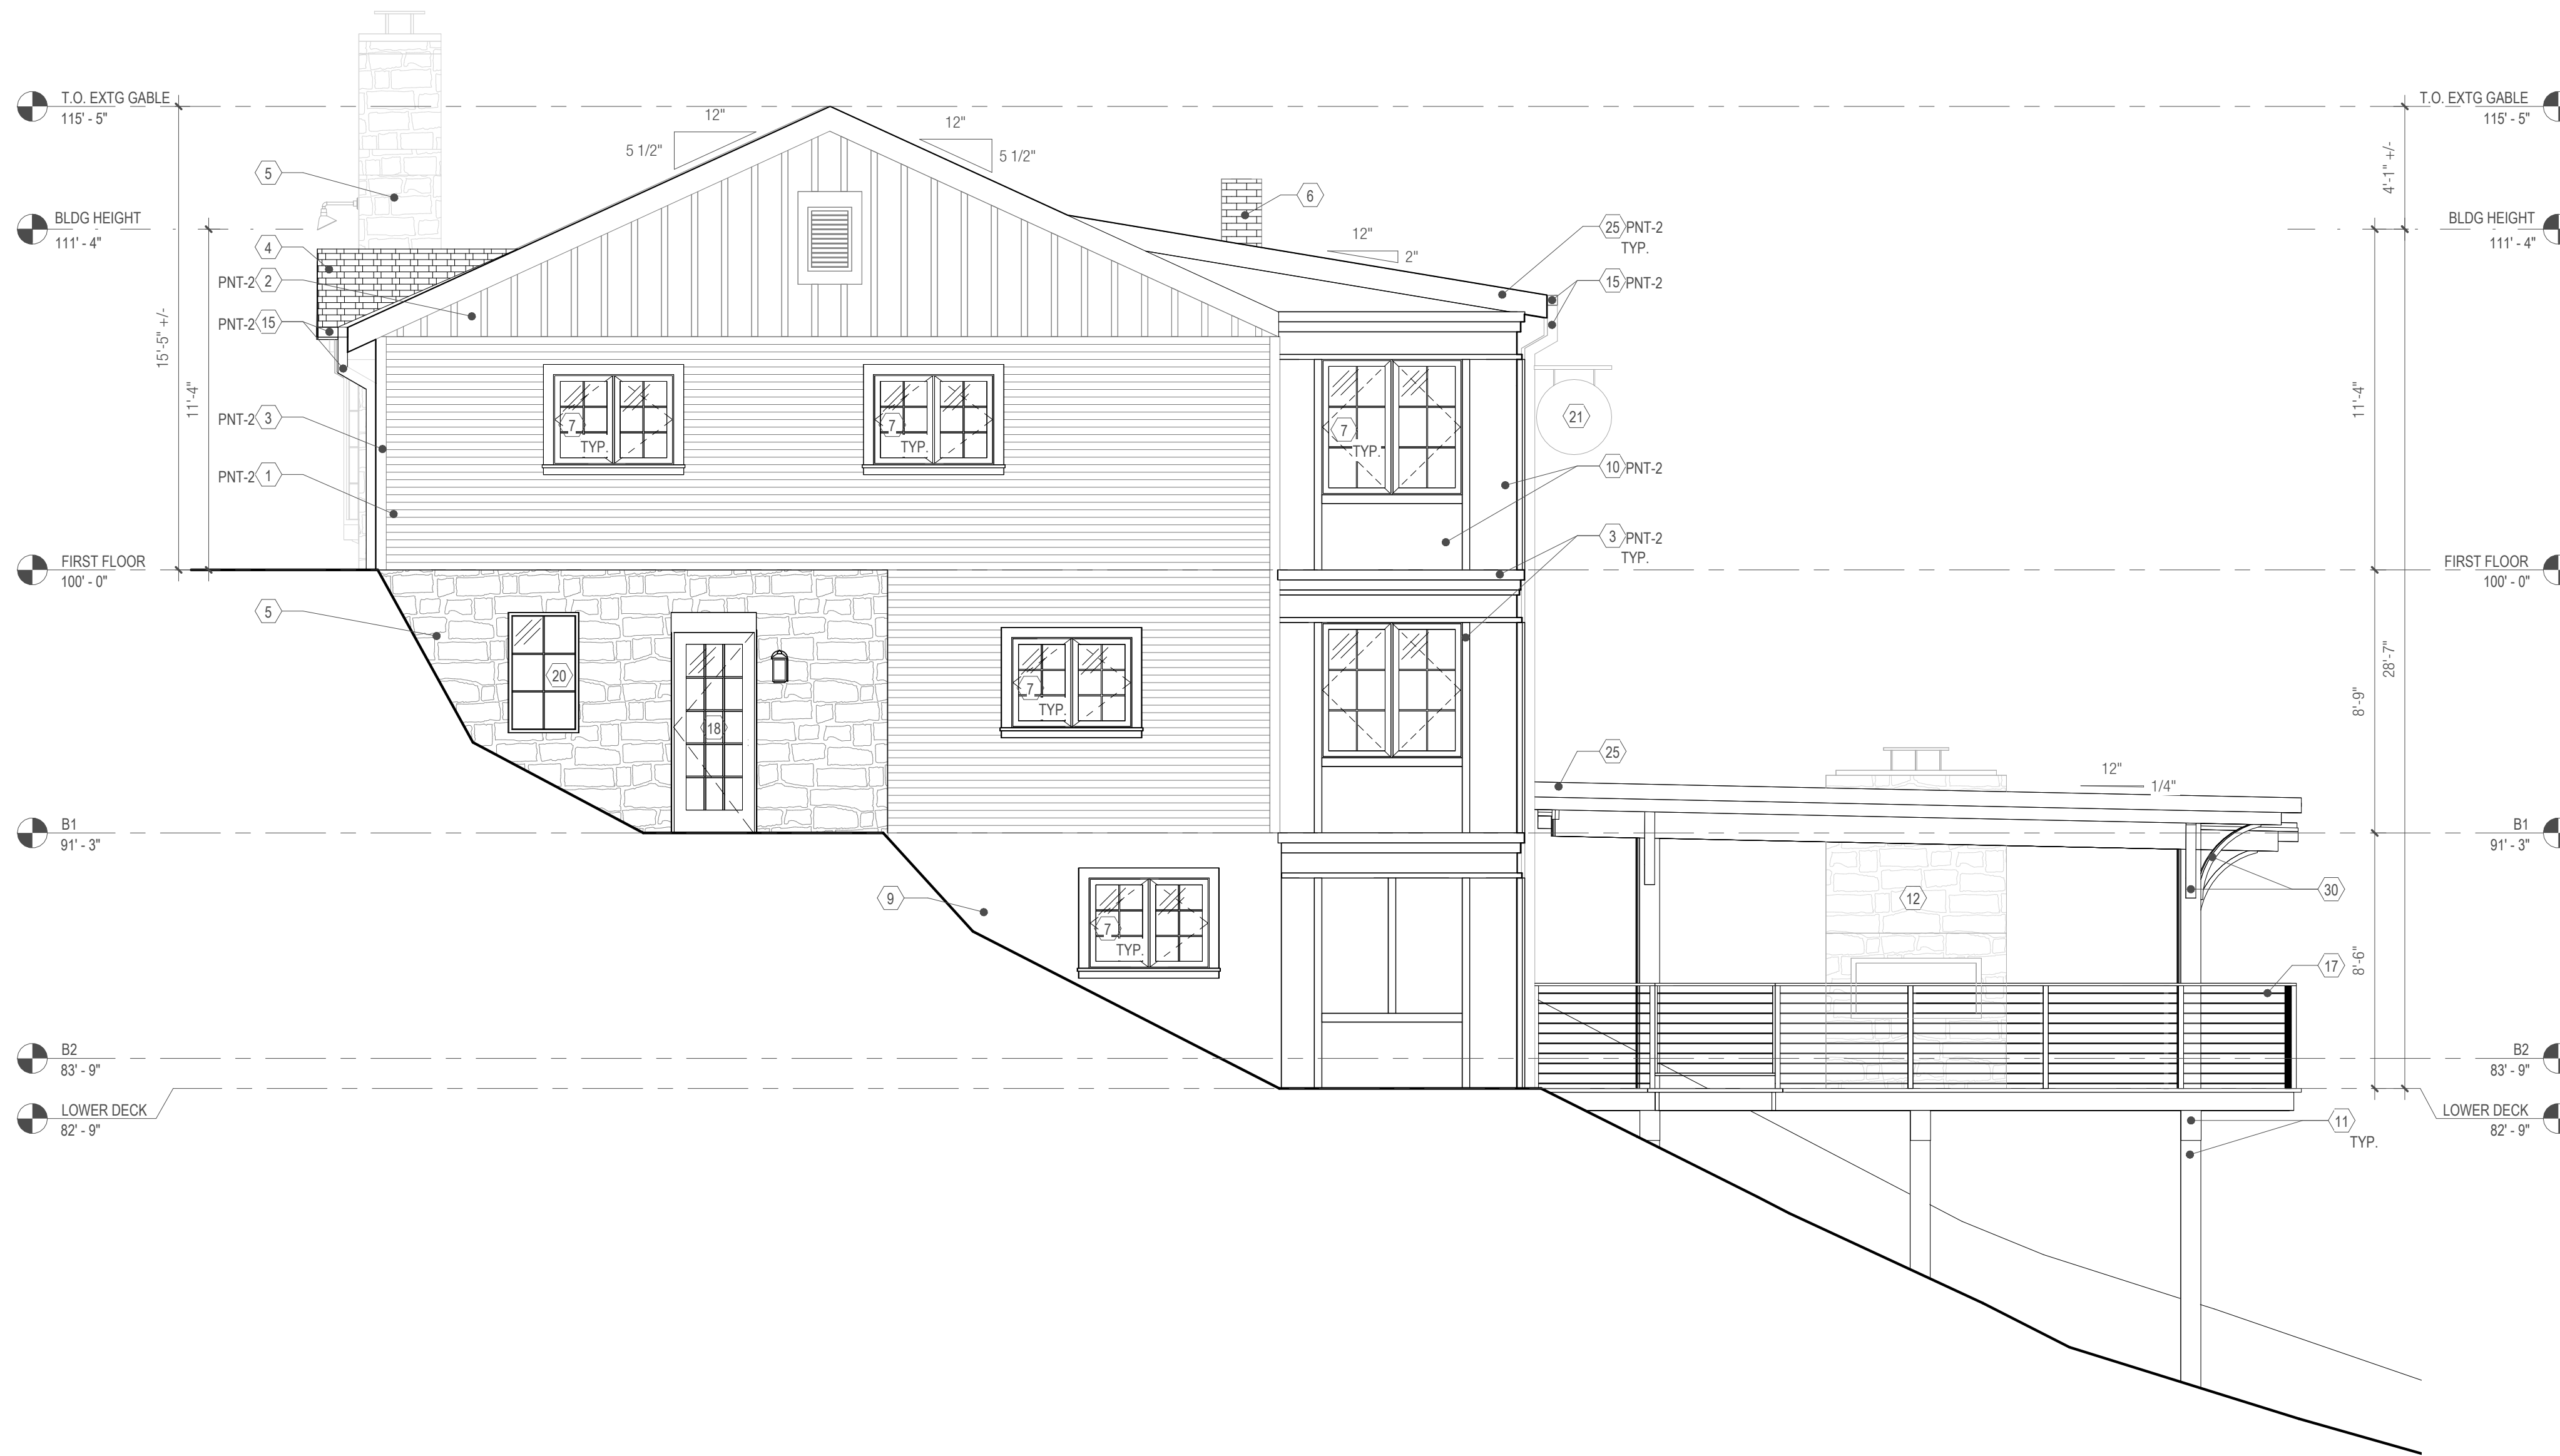 T.O. EXTG GABLE
115' - 5"
BLDG HEIGHT
111' - 4"
FIRST FLOOR
100' - 0"
B1
91' - 3"
B2
83' - 9"
LOWER DECK
82' - 9"
15'-5" +/-
11'-4"
5
4
PNT-2 2
PNT-2 15
PNT-2 3
PNT-2 1
5
12"
5 1/2"
12"
5 1/2"
6
12"
2"
25 PNT-2
TYP.
15 PNT-2
7
TYP.
7
TYP.
7
TYP.
21
10 PNT-2
3 PNT-2
TYP.
20
18
7
TYP.
9
7
TYP.
25
12"
1/4"
12
30
17
11
TYP.
4'-1" +/-
11'-4"
28'-7"
8'-9"
8'-6"
T.O. EXTG GABLE
115' - 5"
BLDG HEIGHT
111' - 4"
FIRST FLOOR
100' - 0"
B1
91' - 3"
B2
83' - 9"
LOWER DECK
82' - 9"